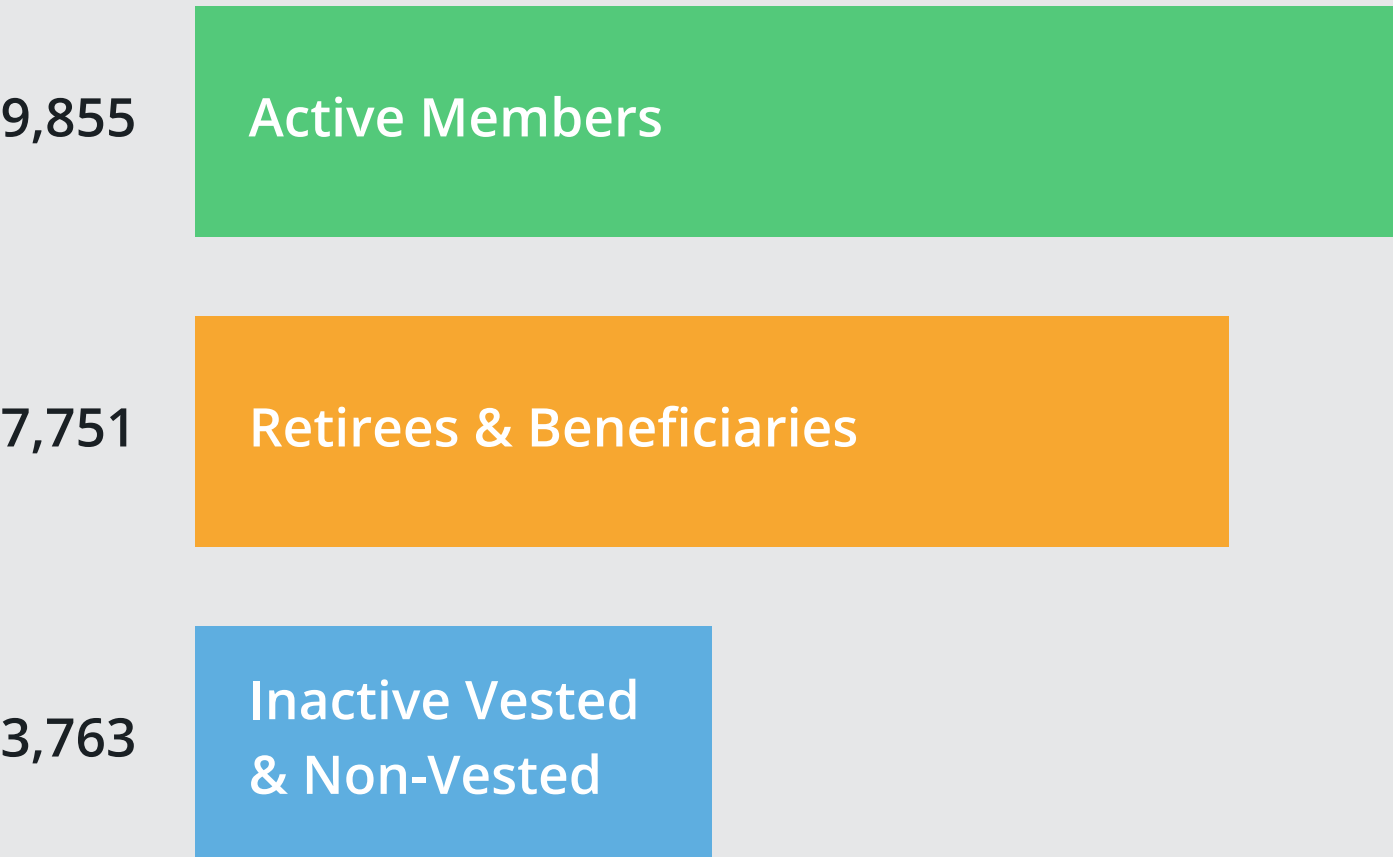 9,855
Active Members
7,751
Retirees & Beneficiaries
3,763
Inactive Vested
& Non-Vested